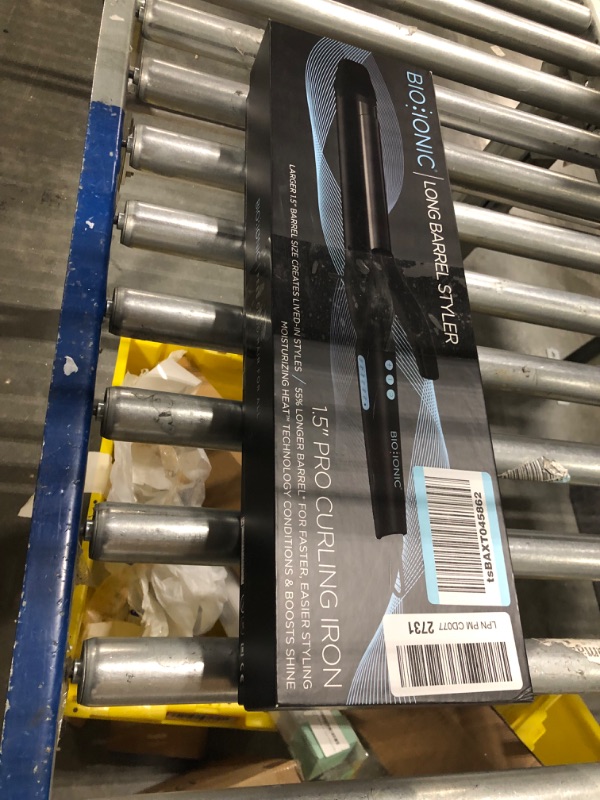 BIO:IONIC | LONG BARREL STYLER
BIO:IONIC
1.5" PRO CURLING IRON
LARGER 1.5" BARREL SIZE CREATES LIVED-IN STYLES / 55% LONGER BARREL* FOR FASTER, EASIER STYLING
MOISTURIZING HEAT™ TECHNOLOGY CONDITIONS & BOOSTS SHINE
tsBAXT045862
LPN PM CD077 2731